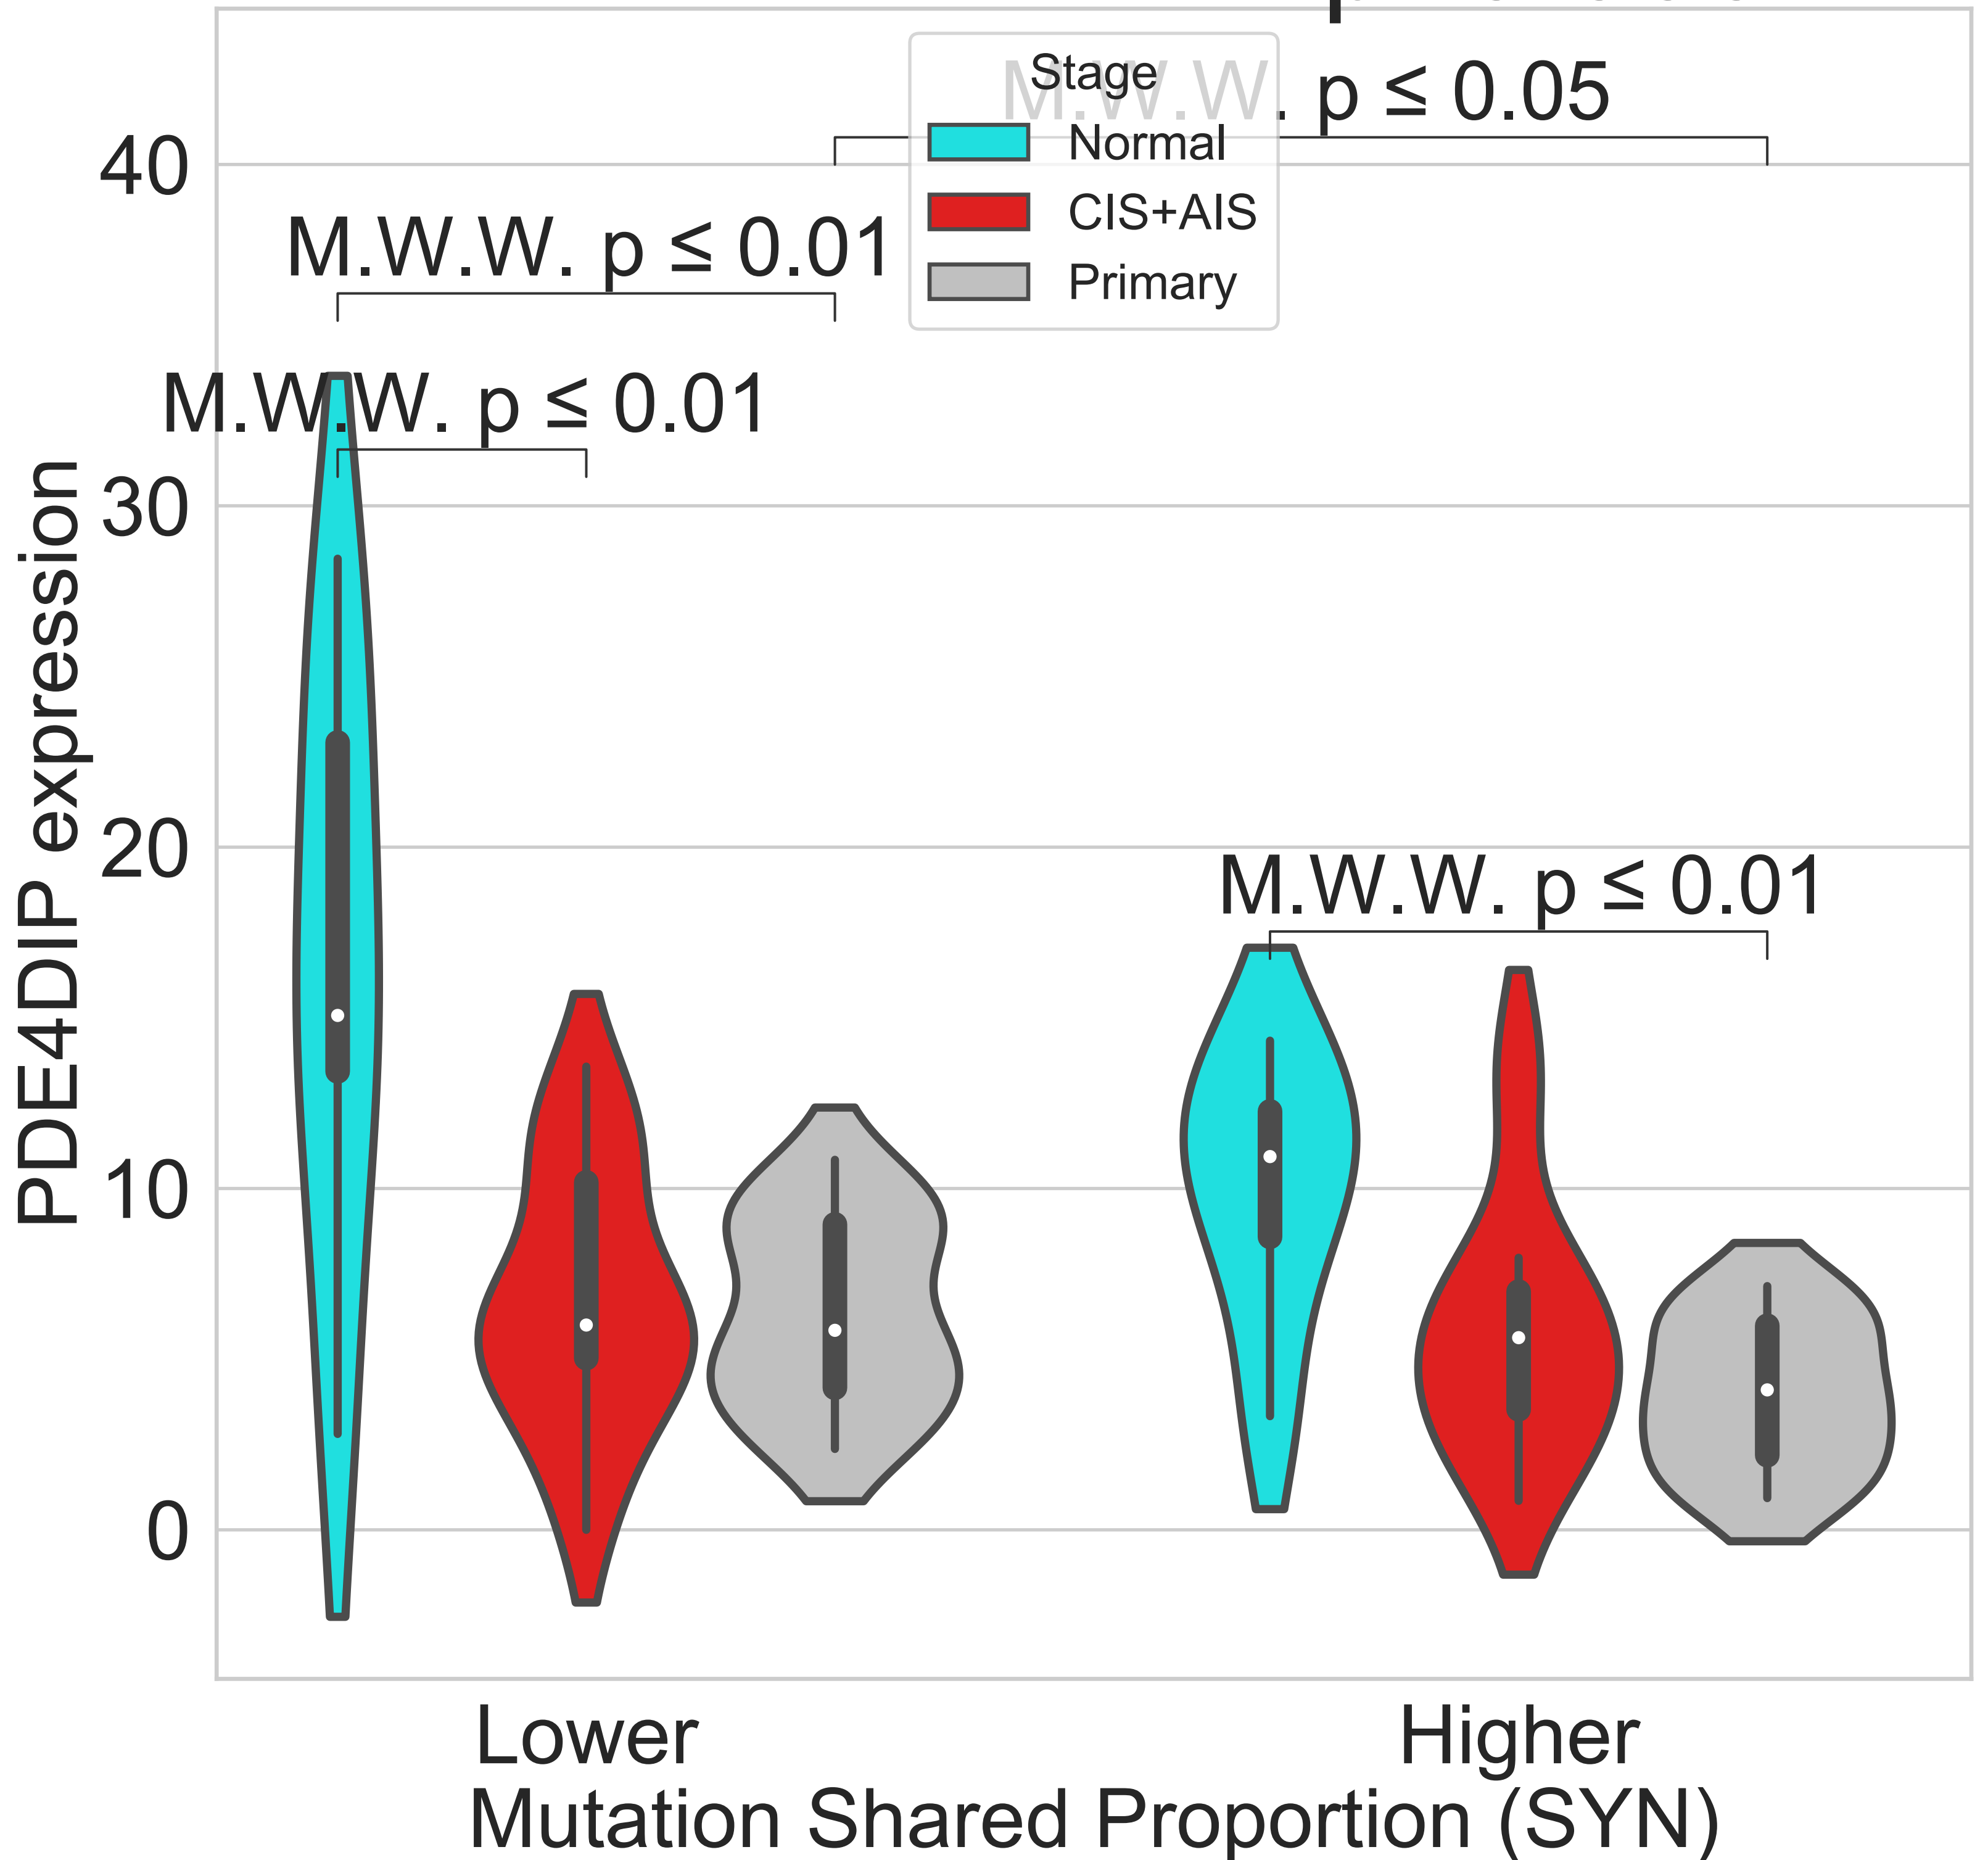 Stage
M.W.W. p ≤ 0.05
Normal
CIS+AIS
Primary
M.W.W. p ≤ 0.01
M.W.W. p ≤ 0.01
M.W.W. p ≤ 0.01
40
30
20
10
0
PDE4DIP expression
Lower
Higher
Mutation Shared Proportion (SYN)